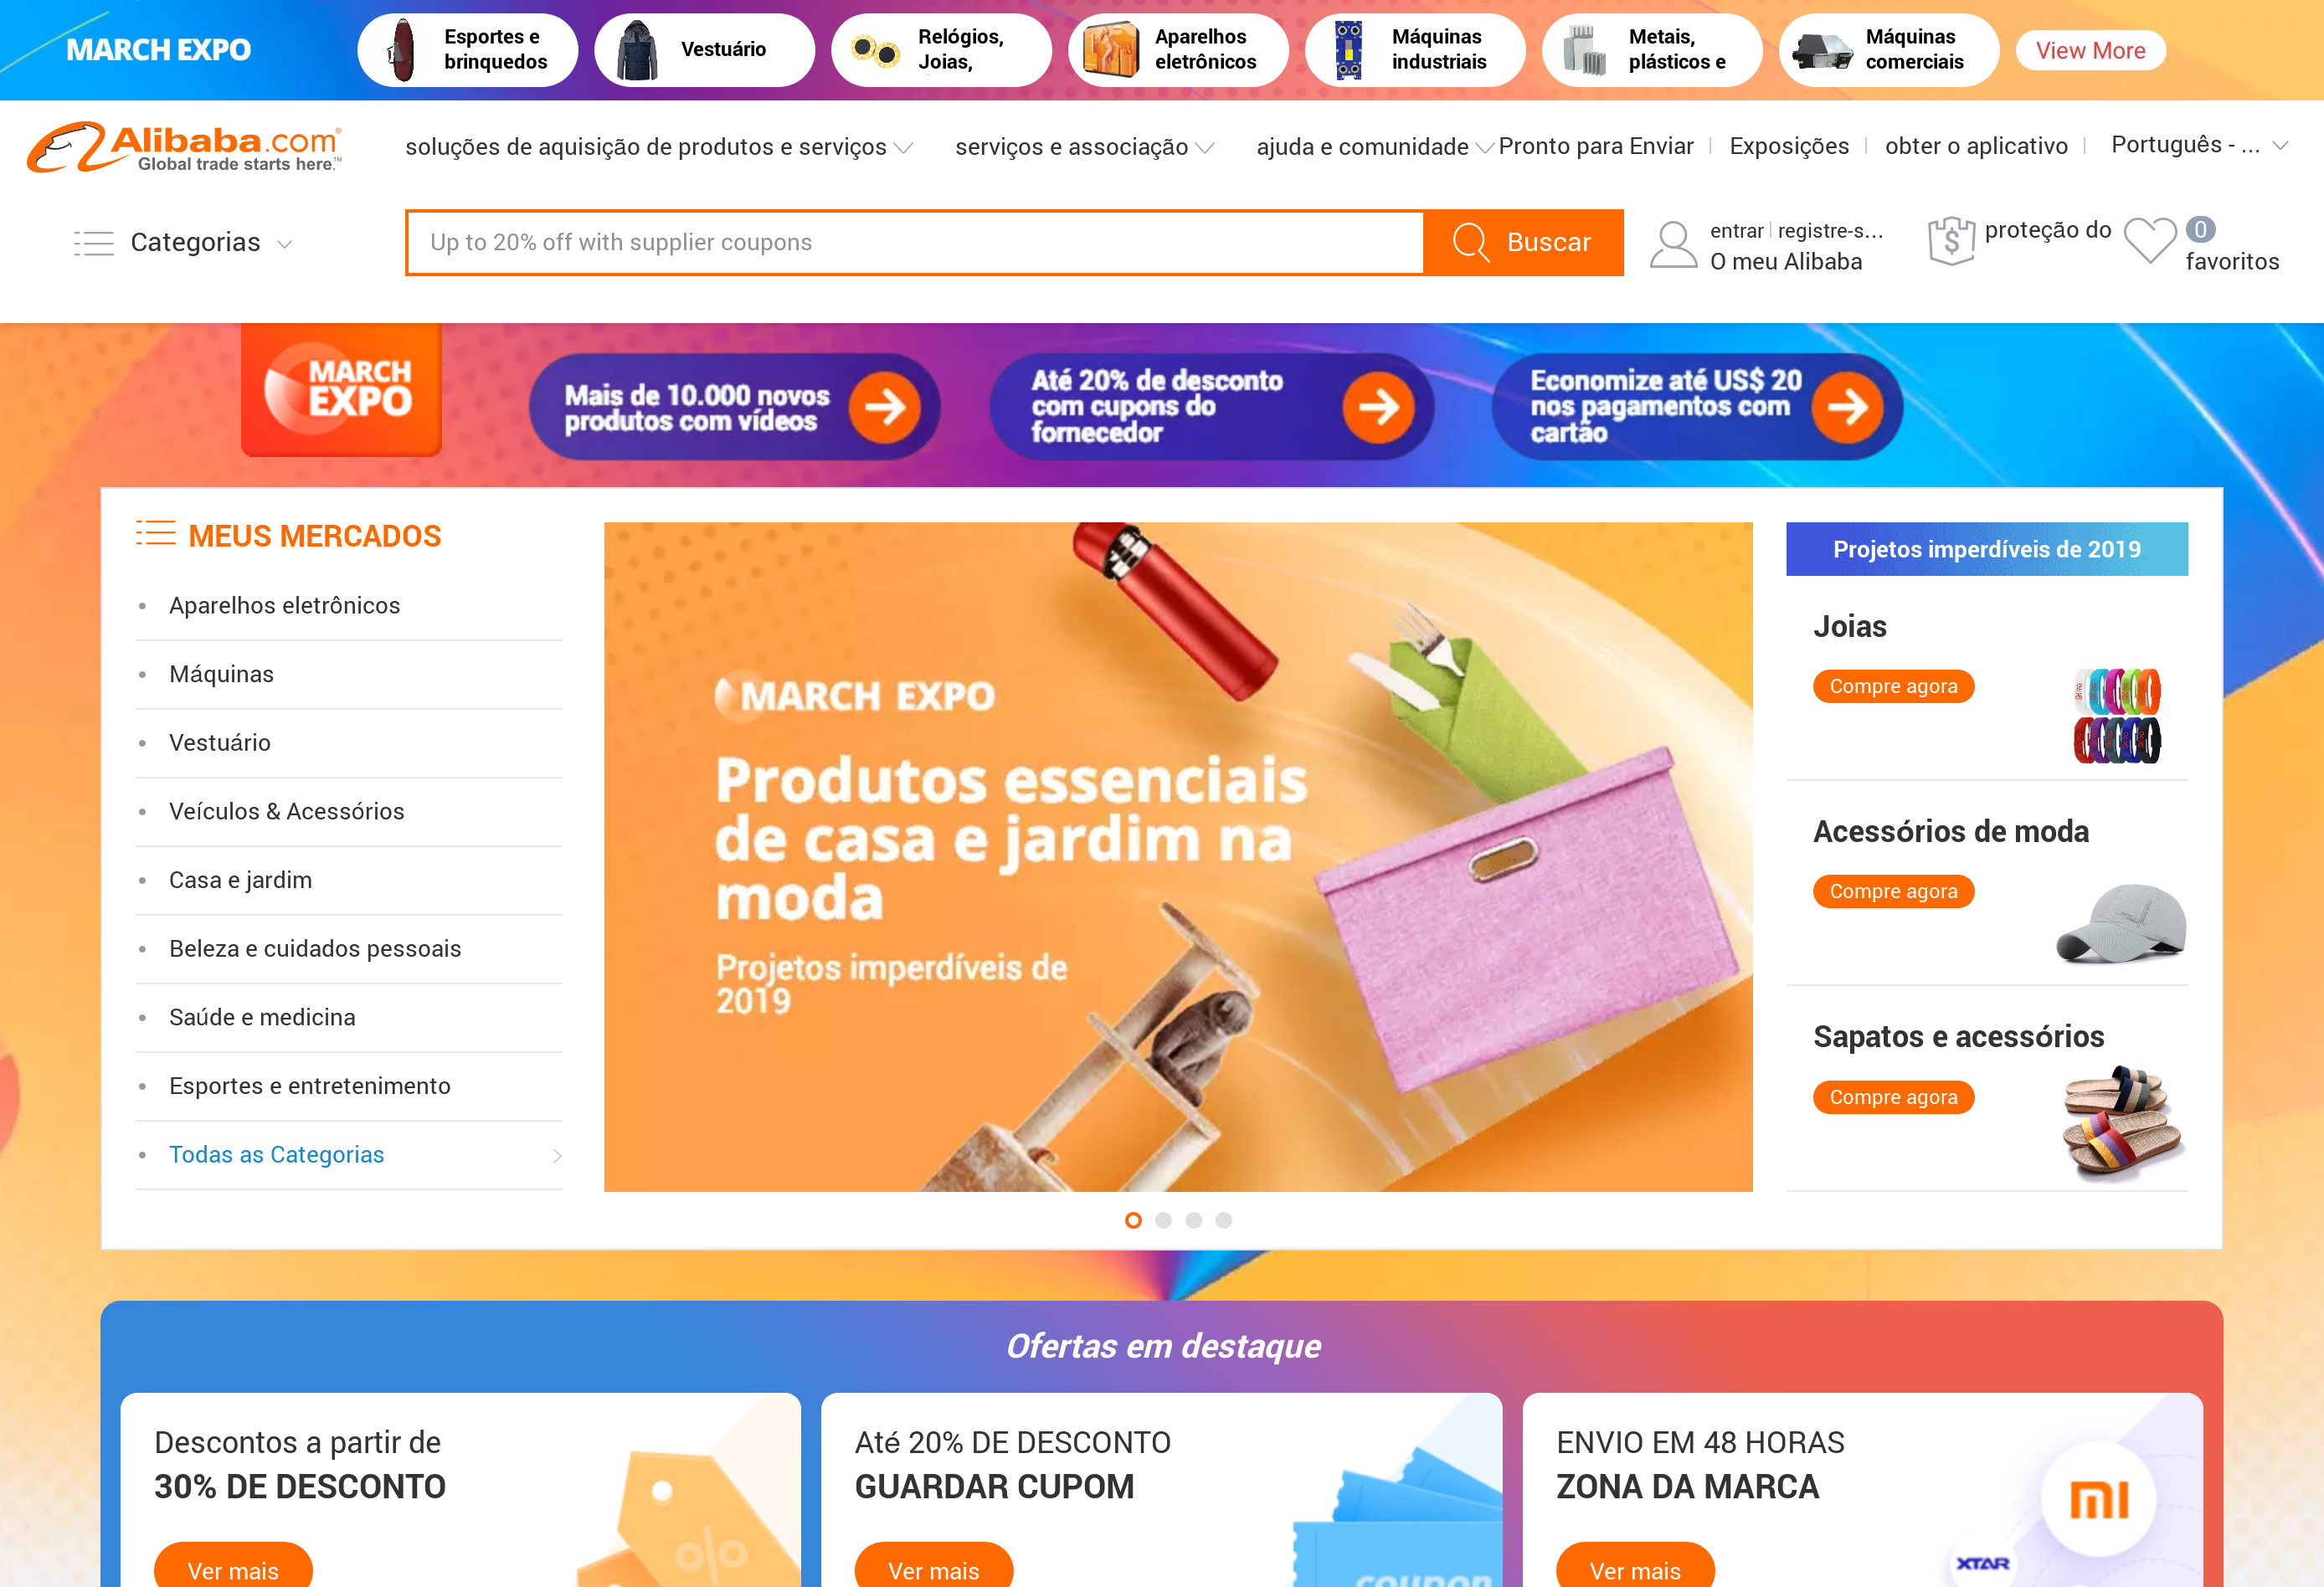 MARCH EXPO
Esportes e
brinquedos
Vestuário
Relógios,
Joias,
Aparelhos
eletrônicos
Máquinas
industriais
Metais,
plásticos e
Máquinas
comerciais
View More
Alibaba.com®
Global trade starts here.™
soluções de aquisição de produtos e serviços
serviços e associação
ajuda e comunidade
Pronto para Enviar
Exposições
obter o aplicativo
Português - ...
Categorias
Up to 20% off with supplier coupons
Buscar
entrar
registre-s...
O meu Alibaba
proteção do
0
favoritos
MARCH
EXPO
Mais de 10.000 novos
produtos com vídeos
Até 20% de desconto
com cupons do
fornecedor
Economize até US$ 20
nos pagamentos com
cartão
MEUS MERCADOS
Aparelhos eletrônicos
Máquinas
Vestuário
Veículos & Acessórios
Casa e jardim
Beleza e cuidados pessoais
Saúde e medicina
Esportes e entretenimento
Todas as Categorias
MARCH EXPO
Produtos essenciais
de casa e jardim na
moda
Projetos imperdíveis de
2019
Projetos imperdíveis de 2019
Joias
Compre agora
Acessórios de moda
Compre agora
Sapatos e acessórios
Compre agora
Ofertas em destaque
Descontos a partir de
30% DE DESCONTO
Ver mais
%
Até 20% DE DESCONTO
GUARDAR CUPOM
Ver mais
coupon
ENVIO EM 48 HORAS
ZONA DA MARCA
Ver mais
mi
XTAR